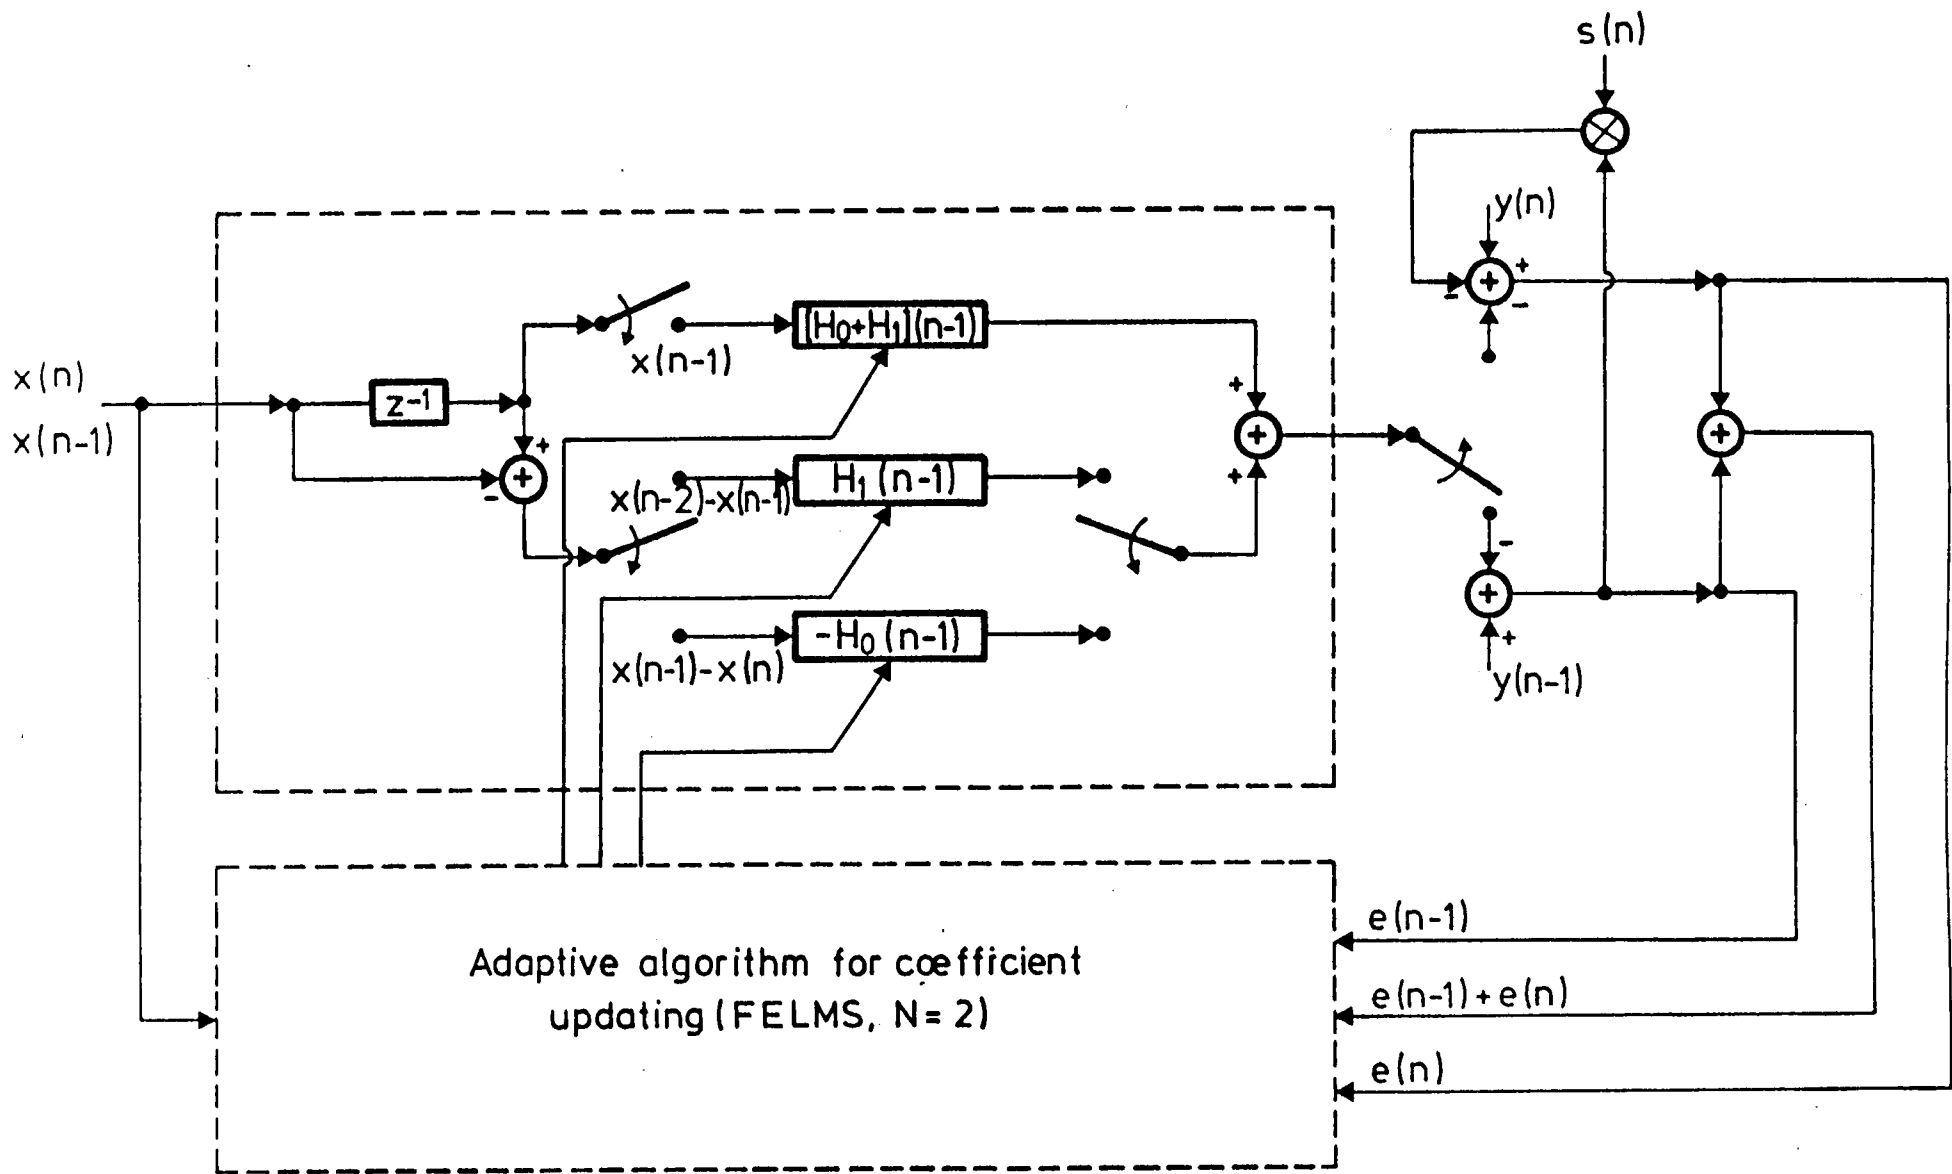 s(n)
y(n)
+
-
-
[H₀+H₁](n-1)
x(n-1)
x(n)
x(n-1)
z⁻¹
+
-
+
+
+
+
+
+
x(n-2)-x(n-1)
H₁(n-1)
-
+
+
y(n-1)
-H₀(n-1)
x(n-1)-x(n)
e(n-1)
Adaptive algorithm for coefficient
updating (FELMS, N=2)
e(n-1)+e(n)
e(n)